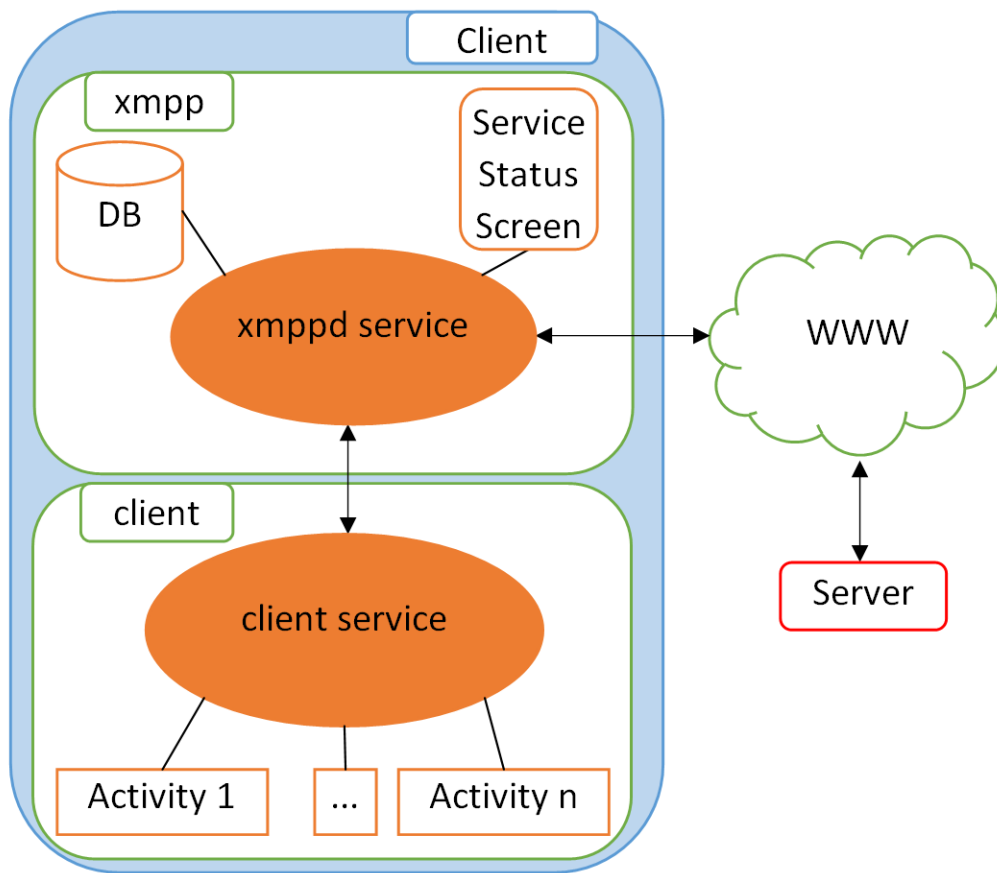 Client
xmpp
Service
Status
Screen
DB
xmppd service
WWW
client
client service
Server
Activity 1
...
Activity n